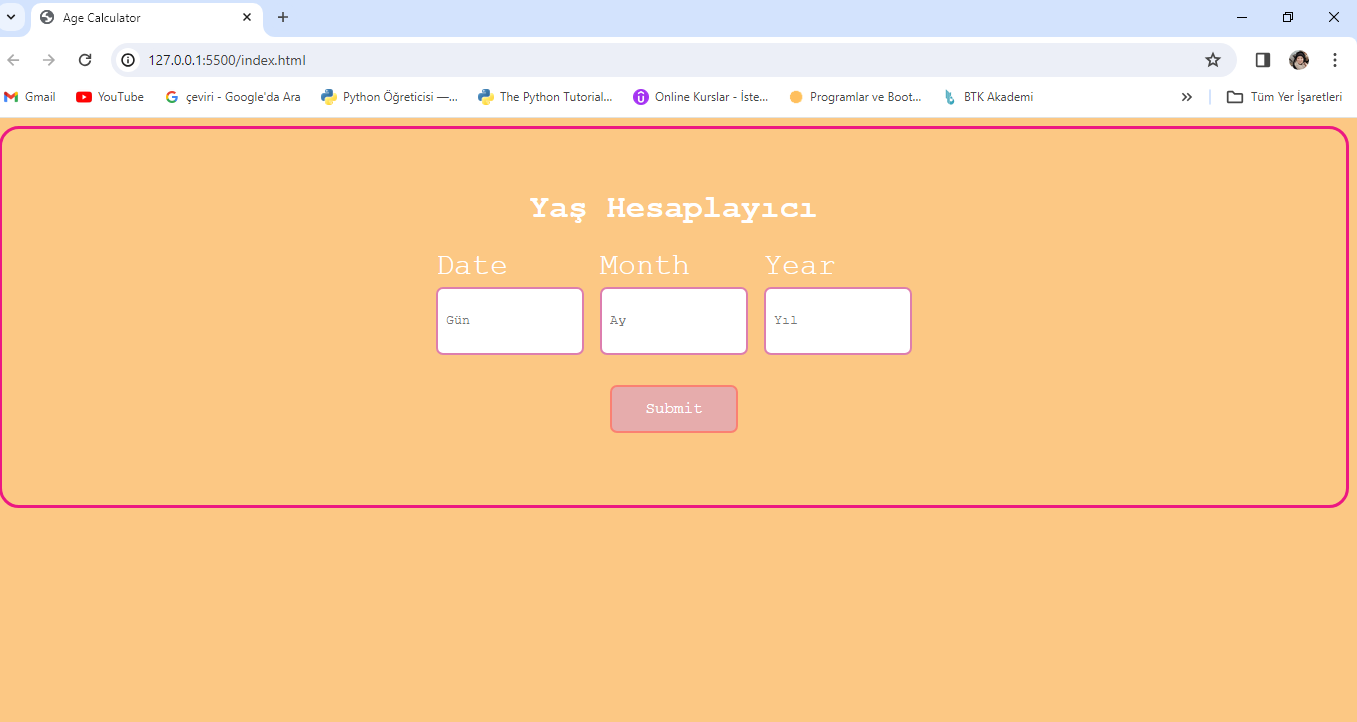 Age Calculator
127.0.0.1:5500/index.html
Gmail YouTube çeviri - Google'da Ara Python Öğreticisi —... The Python Tutorial... Online Kurslar - İste... Programlar ve Boot... BTK Akademi Tüm Yer İşaretleri
Yaş Hesaplayıcı
Date Month Year
Gün Ay Yıl
Submit